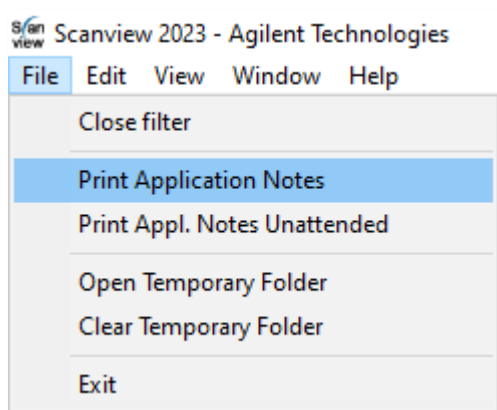 Scan view Scanview 2023 - Agilent Technologies
File Edit View Window Help
Close filter
Print Application Notes
Print Appl. Notes Unattended
Open Temporary Folder
Clear Temporary Folder
Exit